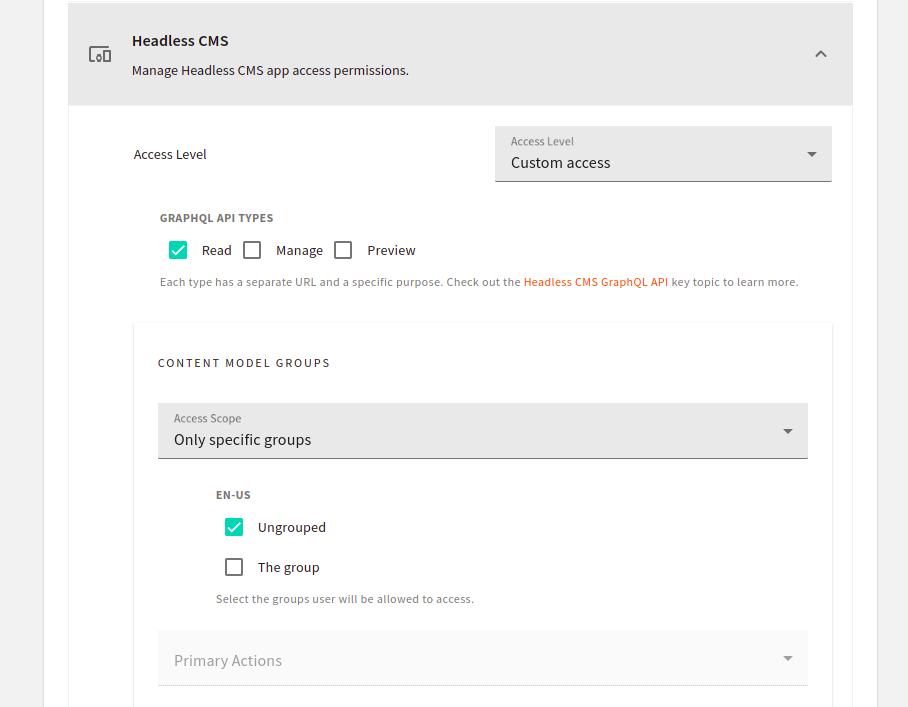 Headless CMS
Manage Headless CMS app access permissions.
Access Level
Access Level
Custom access
GRAPHQL API TYPES
Read Manage Preview
Each type has a separate URL and a specific purpose. Check out the Headless CMS GraphQL API key topic to learn more.
CONTENT MODEL GROUPS
Access Scope
Only specific groups
EN-US
Ungrouped
The group
Select the groups user will be allowed to access.
Primary Actions